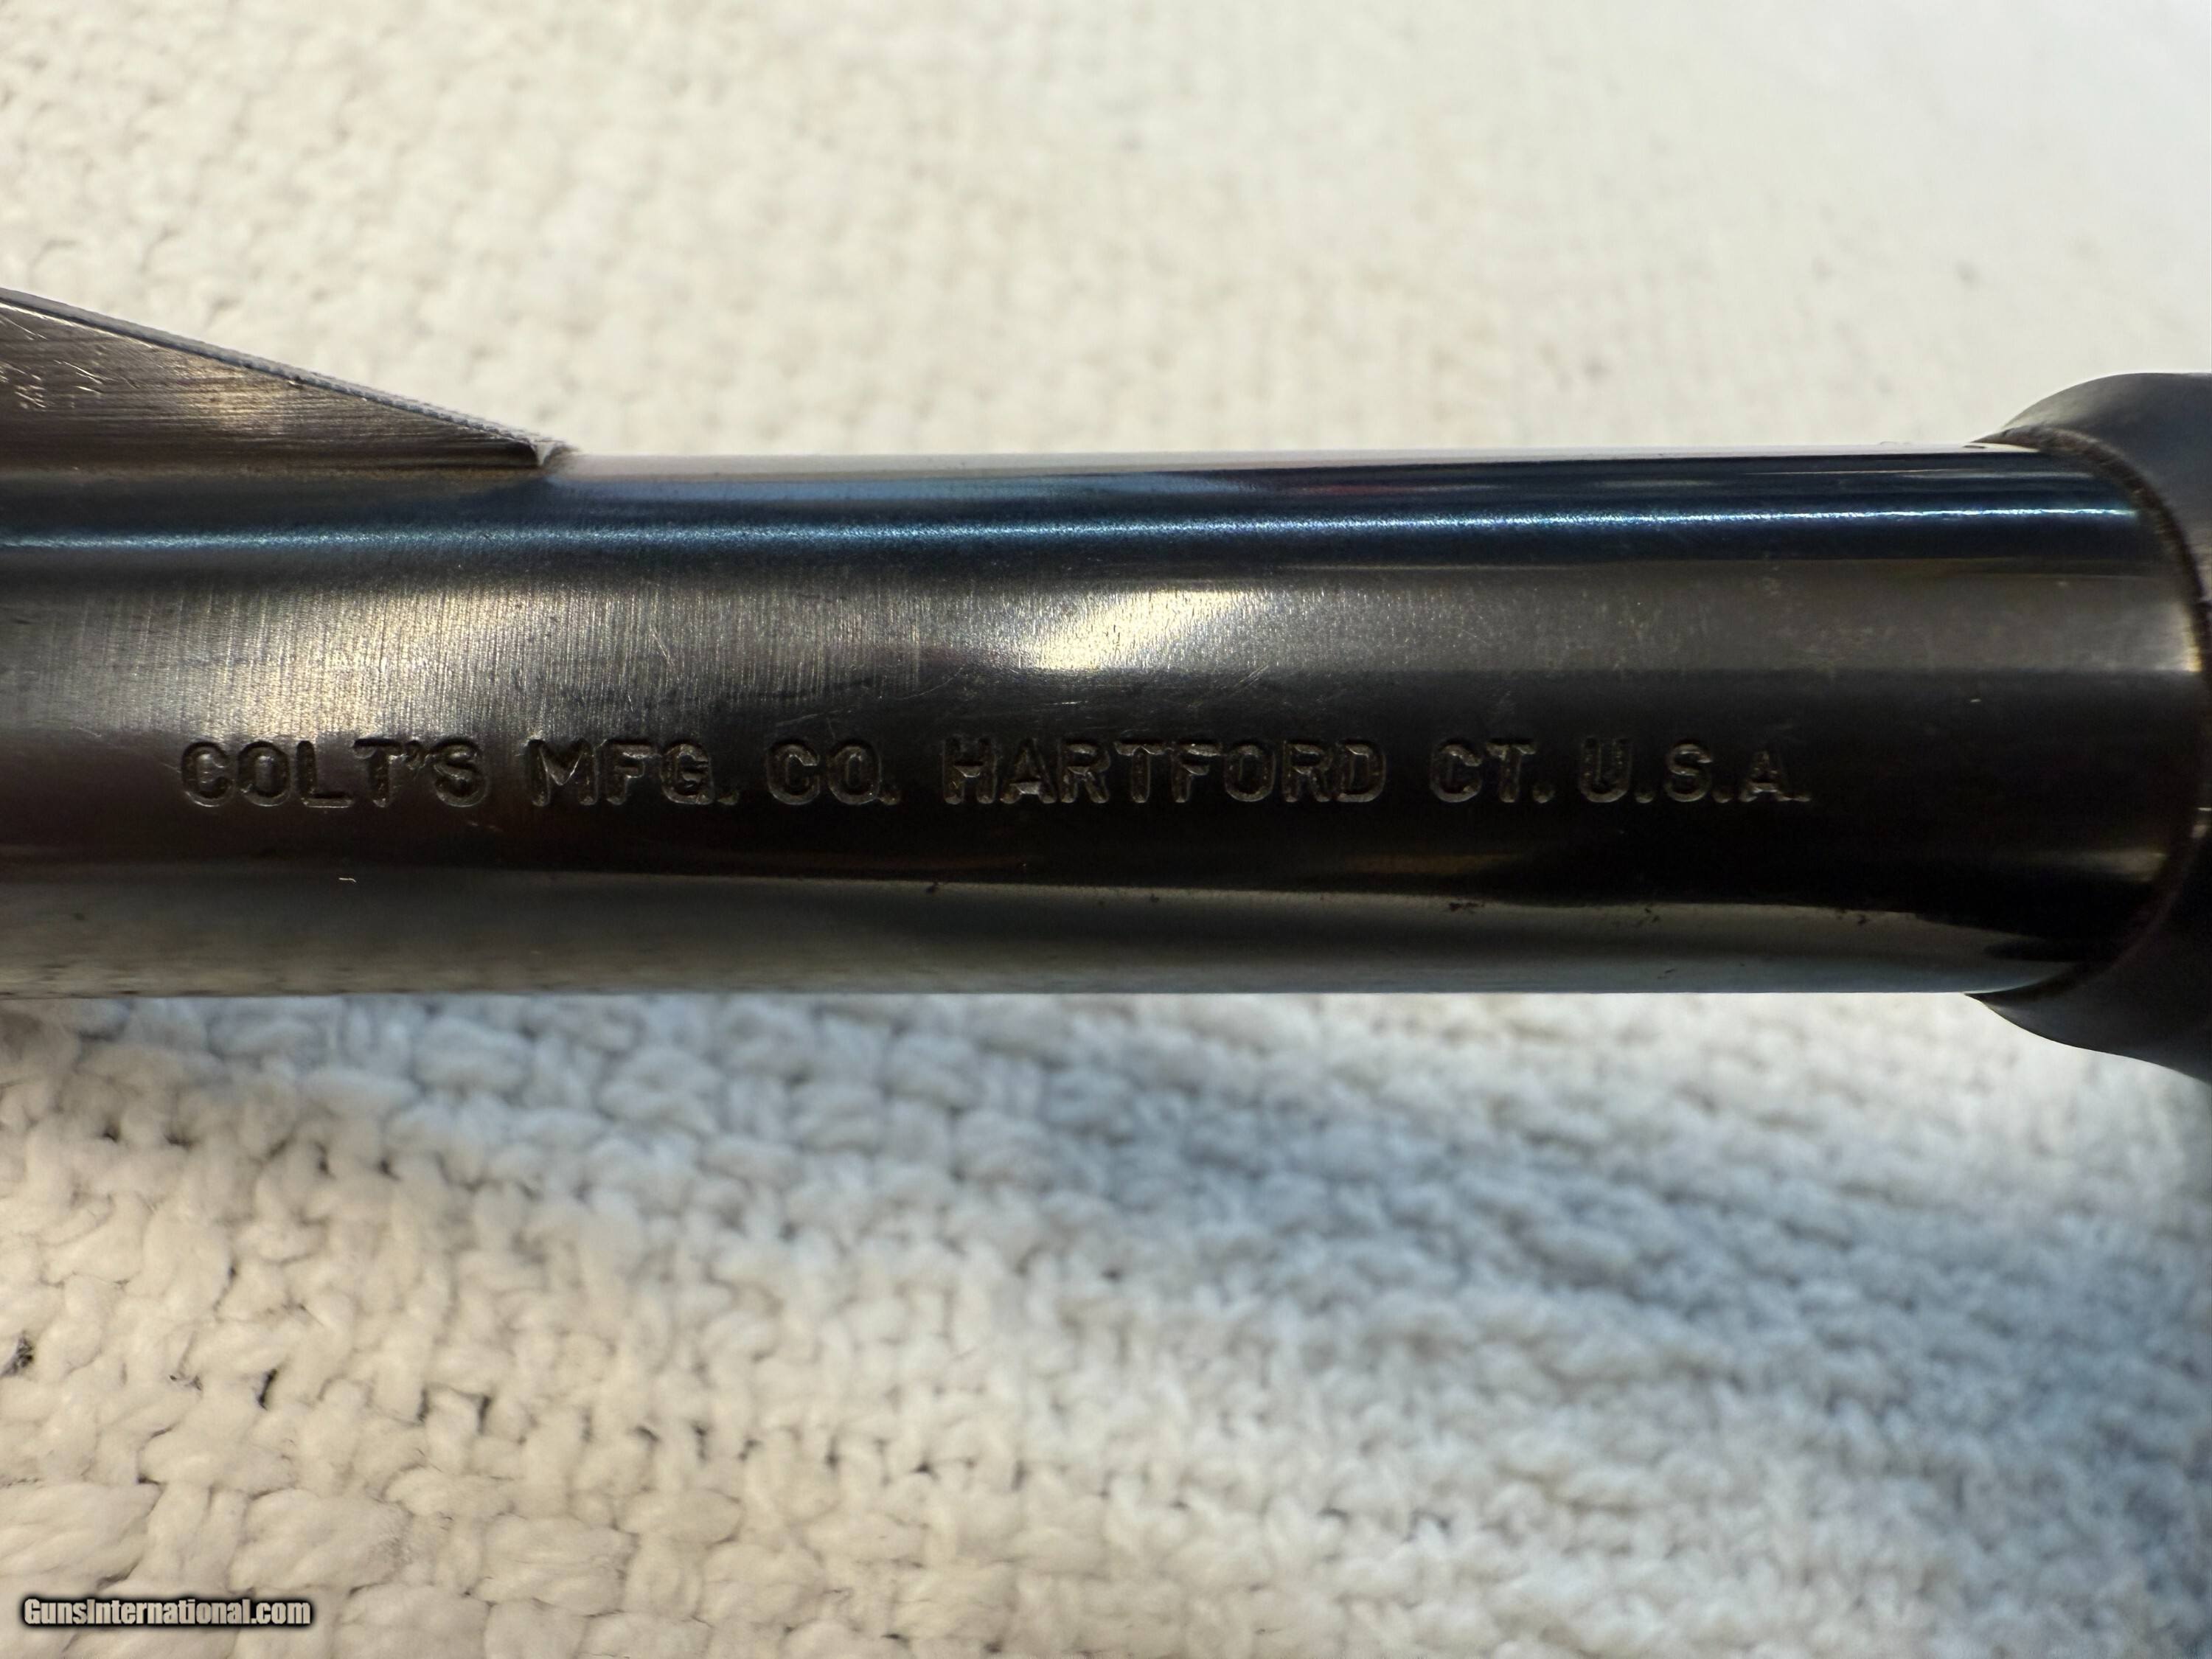 COLT'S MFG. CO. HARTFORD CT. U.S.A.
GunsInternational.com